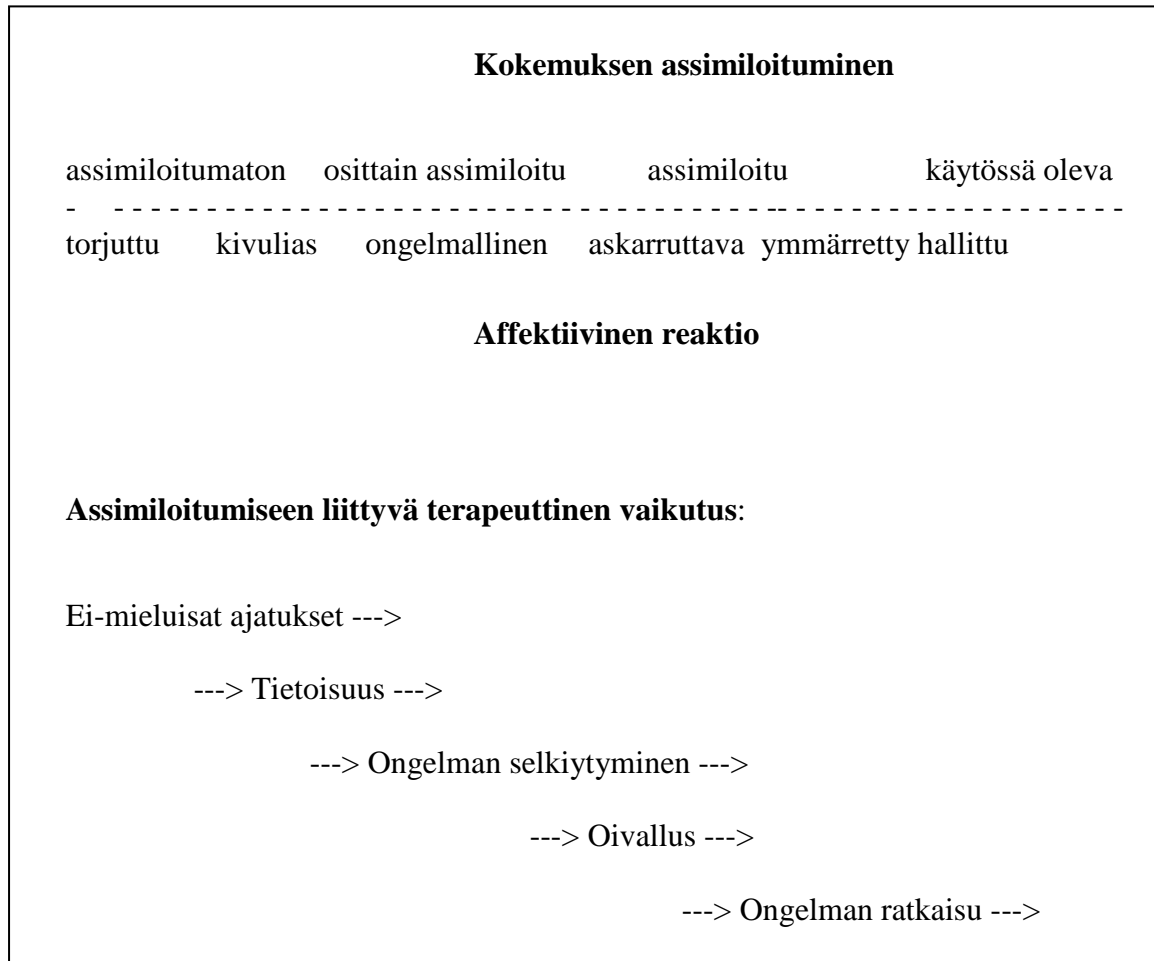 Kokemuksen assimiloituminen
assimiloitumaton osittain assimiloitu assimiloitu käytössä oleva
- - - - - - - - - - - - - - - - - - - - - - - - - - - - - - - - - - - - - -- - - - - - - - - - - - - - - - - - - -
torjuttu kivulias ongelmallinen askarruttava ymmärretty hallittu
Affektiivinen reaktio
Assimiloitumiseen liittyvä terapeuttinen vaikutus:
Ei-mieluisat ajatukset --->
---> Tietoisuus --->
---> Ongelman selkiytyminen --->
---> Oivallus --->
---> Ongelman ratkaisu --->